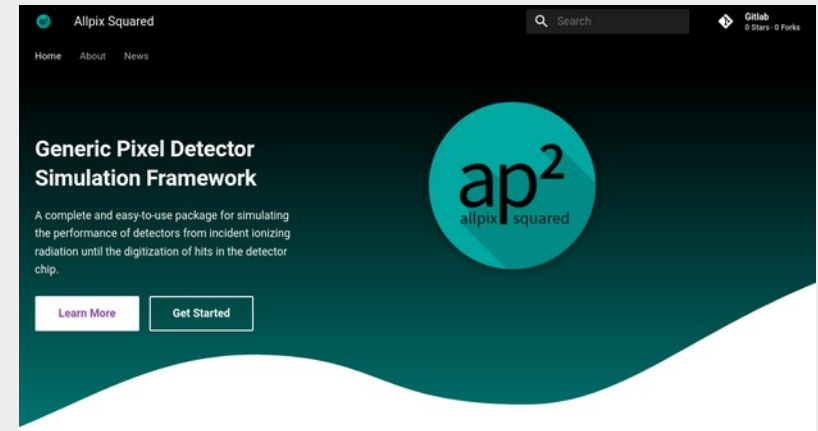 Allpix Squared
Search
Gitlab
0 Stars · 0 Forks
Home About News
Generic Pixel Detector
Simulation Framework
A complete and easy-to-use package for simulating
the performance of detectors from incident ionizing
radiation until the digitization of hits in the detector
chip.
Learn More Get Started
ap²
allpix squared